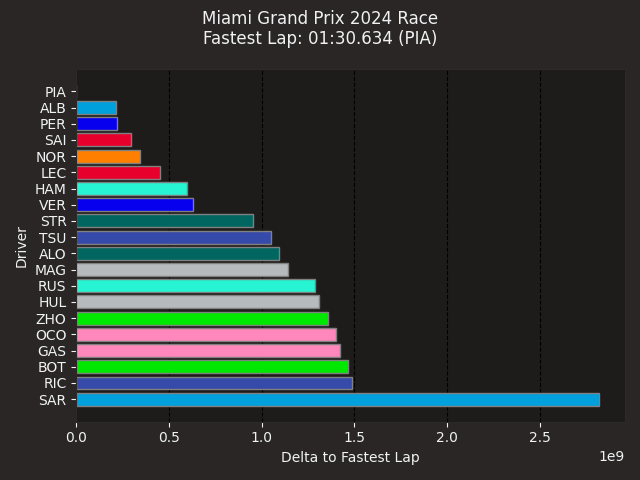 Miami Grand Prix 2024 Race
Fastest Lap: 01:30.634 (PIA)
Driver
PIA
ALB
PER
SAI
NOR
LEC
HAM
VER
STR
TSU
ALO
MAG
RUS
HUL
ZHO
OCO
GAS
BOT
RIC
SAR
0.0 0.5 1.0 1.5 2.0 2.5
Delta to Fastest Lap
1e9